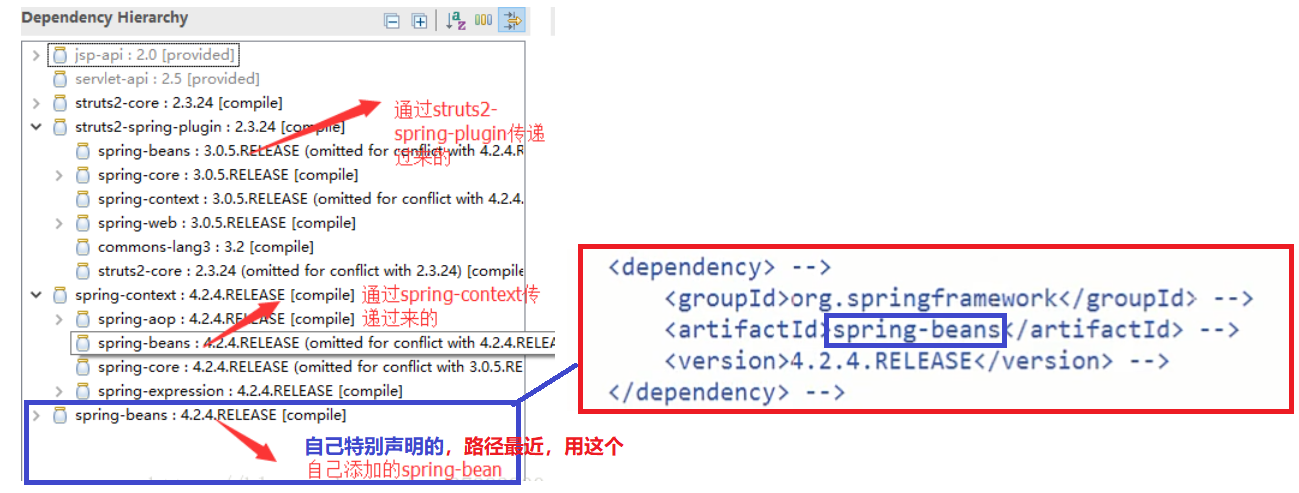 Dependency Hierarchy
jsp-api : 2.0 [provided]
servlet-api : 2.5 [provided]
struts2-core : 2.3.24 [compile]
struts2-spring-plugin : 2.3.24 [compile]
通过struts2-
spring-plugin传递
过来的
spring-beans : 3.0.5.RELEASE (omitted for conflict with 4.2.4.R
spring-core : 3.0.5.RELEASE [compile]
spring-context : 3.0.5.RELEASE (omitted for conflict with 4.2.4.
spring-web : 3.0.5.RELEASE [compile]
commons-lang3 : 3.2 [compile]
struts2-core : 2.3.24 (omitted for conflict with 2.3.24) [compile
spring-context : 4.2.4.RELEASE [compile]
通过spring-context传
递过来的
spring-aop : 4.2.4.RELEASE [compile]
spring-beans : 4.2.4.RELEASE (omitted for conflict with 4.2.4.RELEA
spring-core : 4.2.4.RELEASE (omitted for conflict with 3.0.5.RE
spring-expression : 4.2.4.RELEASE [compile]
spring-beans : 4.2.4.RELEASE [compile]
自己特别声明的，路径最近，用这个
自己添加的spring-bean
<dependency> -->
<groupId>org.springframework</groupId> -->
<artifactId>spring-beans</artifactId> -->
<version>4.2.4.RELEASE</version> -->
</dependency> -->